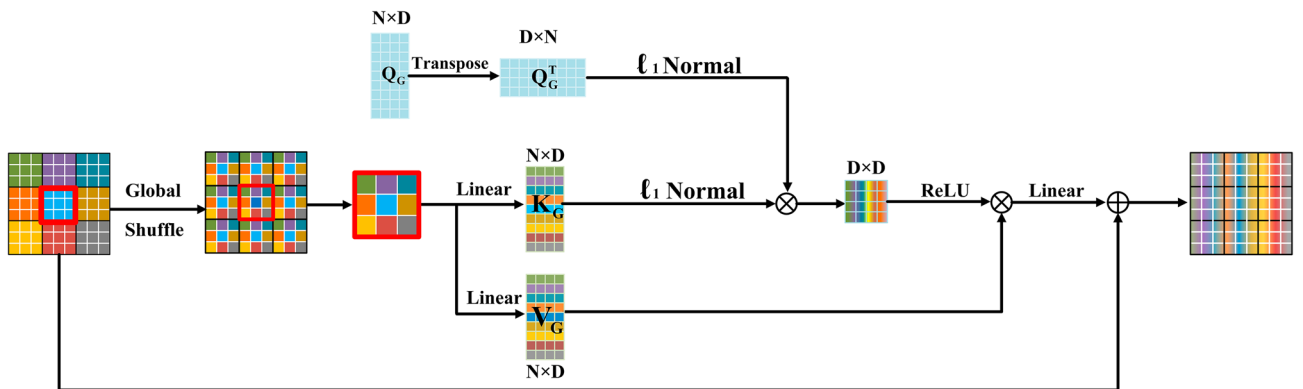 N×D
D×N
Q_G
Transpose
Q_G^T
ℓ₁ Normal
Global
Shuffle
Linear
N×D
K_G
ℓ₁ Normal
D×D
ReLU
Linear
Linear
V_G
N×D